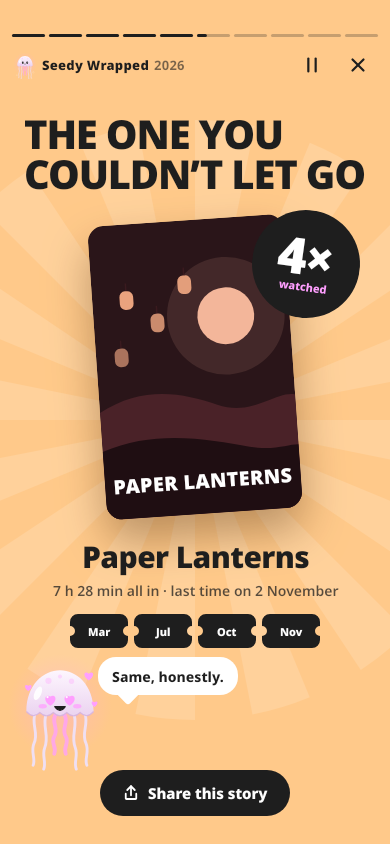 Seedy Wrapped 2026
THE ONE YOU
COULDN’T LET GO
4×
watched
PAPER LANTERNS
Paper Lanterns
7 h 28 min all in · last time on 2 November
Mar Jul Oct Nov
Same, honestly.
Share this story